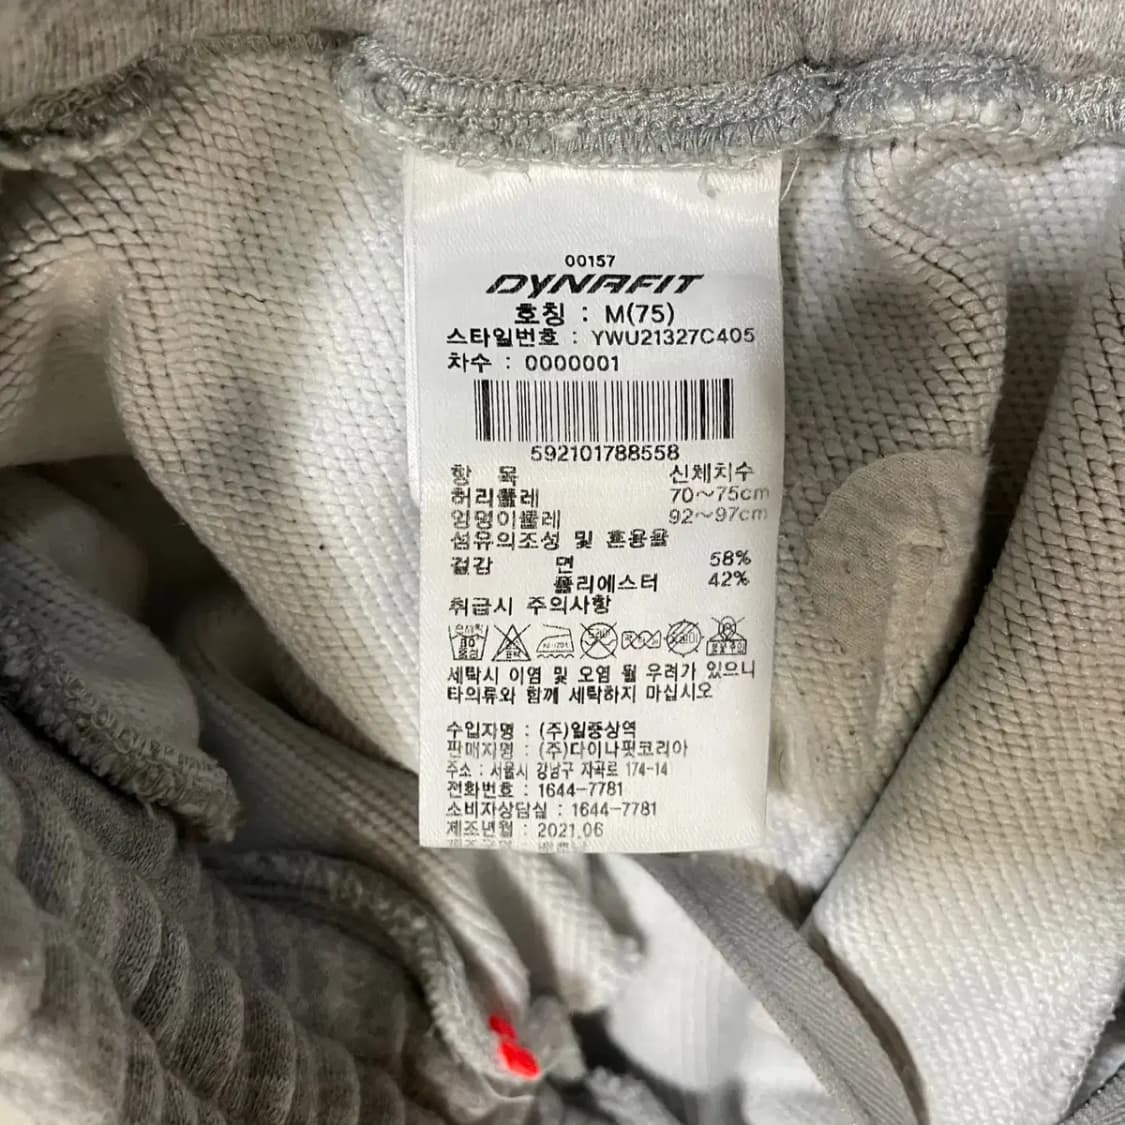 00157
DYNAFIT
호칭 : M(75)
스타일번호 : YWU21327C405
차수 : 0000001
592101788558
항 목 신체치수
허리둘레 70~75cm
엉덩이둘레 92~97cm
섬유의조성 및 혼용율
겉감 면 58%
폴리에스터 42%
취급시 주의사항
세탁시 이염 및 오염 될 우려가 있으니
타의류와 함께 세탁하지 마십시오
수입자명 : (주)일중상역
판매자명 : (주)다이나핏코리아
주소 : 서울시 강남구 자곡로 174-14
전화번호 : 1644-7781
소비자상담실 : 1644-7781
제조년월 : 2021.06